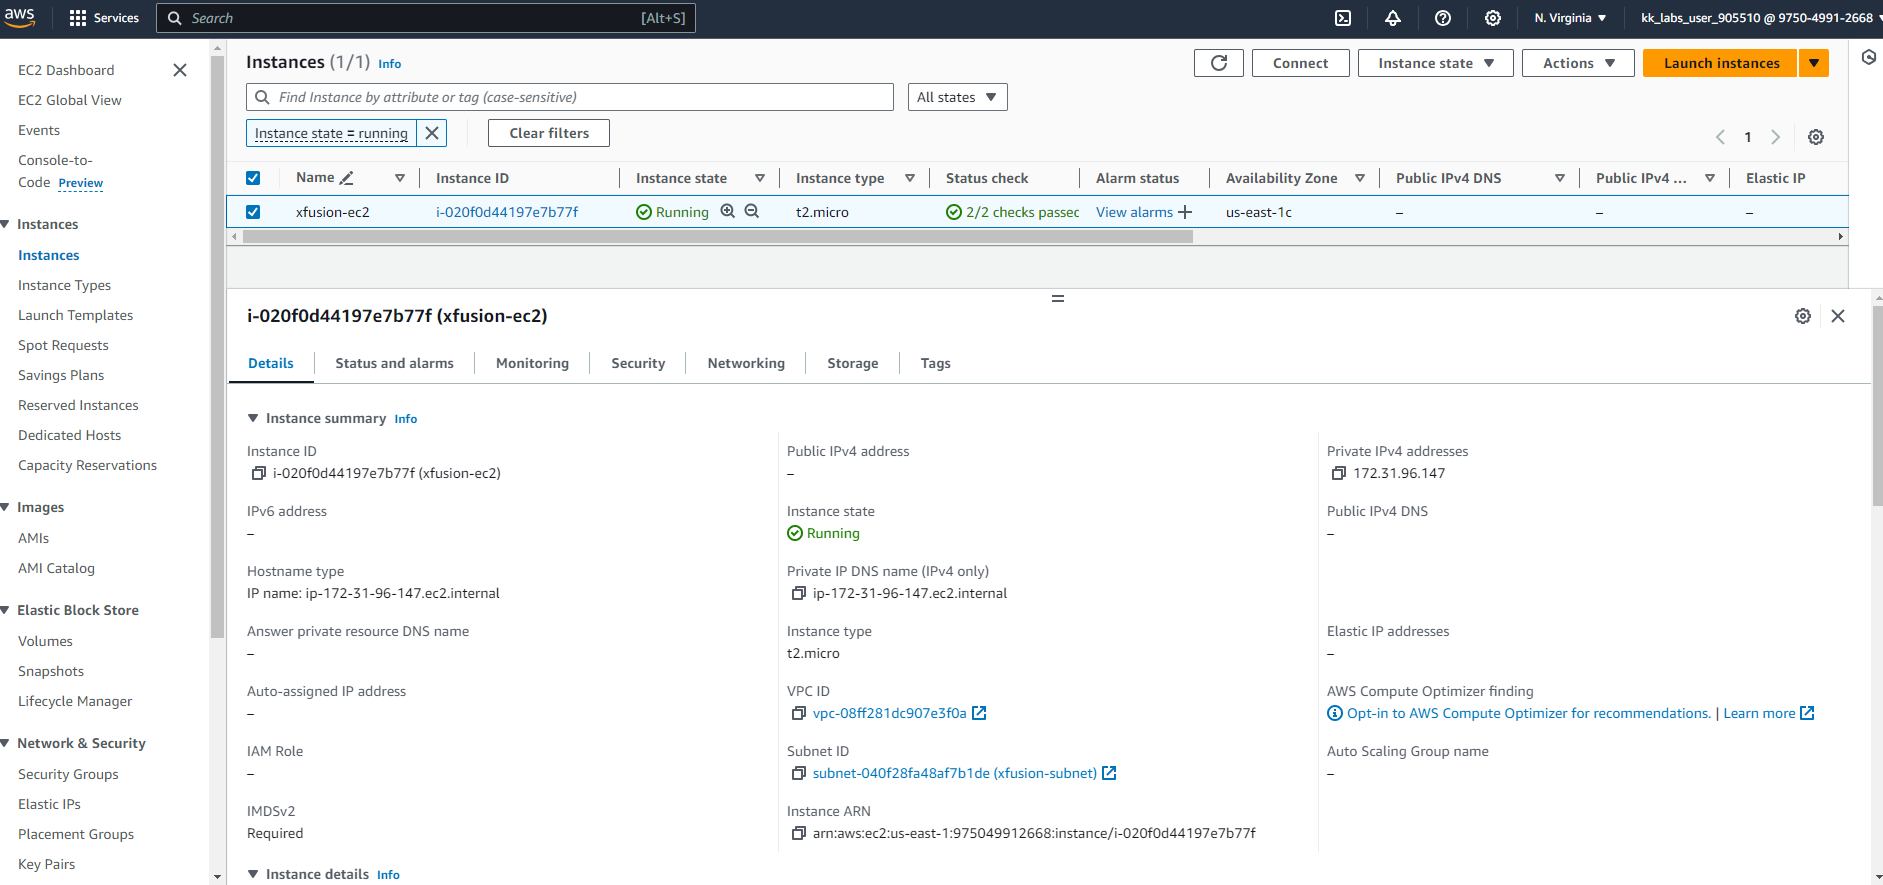 aws
Services
Search
[Alt+S]
N. Virginia
kk_labs_user_905510 @ 9750-4991-2668
EC2 Dashboard
EC2 Global View
Events
Console-to-
Code Preview
Instances
Instances
Instance Types
Launch Templates
Spot Requests
Savings Plans
Reserved Instances
Dedicated Hosts
Capacity Reservations
Images
AMIs
AMI Catalog
Elastic Block Store
Volumes
Snapshots
Lifecycle Manager
Network & Security
Security Groups
Elastic IPs
Placement Groups
Key Pairs
Instances (1/1) Info
Connect
Instance state
Actions
Launch instances
Find Instance by attribute or tag (case-sensitive)
All states
Instance state = running
Clear filters
1
Name Instance ID Instance state Instance type Status check Alarm status Availability Zone Public IPv4 DNS Public IPv4 ... Elastic IP
xfusion-ec2 i-020f0d44197e7b77f Running t2.micro 2/2 checks passec View alarms + us-east-1c – – –
i-020f0d44197e7b77f (xfusion-ec2)
Details Status and alarms Monitoring Security Networking Storage Tags
Instance summary Info
Instance ID
i-020f0d44197e7b77f (xfusion-ec2)
Public IPv4 address
–
Private IPv4 addresses
172.31.96.147
IPv6 address
–
Instance state
Running
Public IPv4 DNS
–
Hostname type
IP name: ip-172-31-96-147.ec2.internal
Private IP DNS name (IPv4 only)
ip-172-31-96-147.ec2.internal
Answer private resource DNS name
–
Instance type
t2.micro
Elastic IP addresses
–
Auto-assigned IP address
–
VPC ID
vpc-08ff281dc907e3f0a
AWS Compute Optimizer finding
Opt-in to AWS Compute Optimizer for recommendations. | Learn more
IAM Role
–
Subnet ID
subnet-040f28fa48af7b1de (xfusion-subnet)
Auto Scaling Group name
–
IMDSv2
Required
Instance ARN
arn:aws:ec2:us-east-1:975049912668:instance/i-020f0d44197e7b77f
Instance details Info